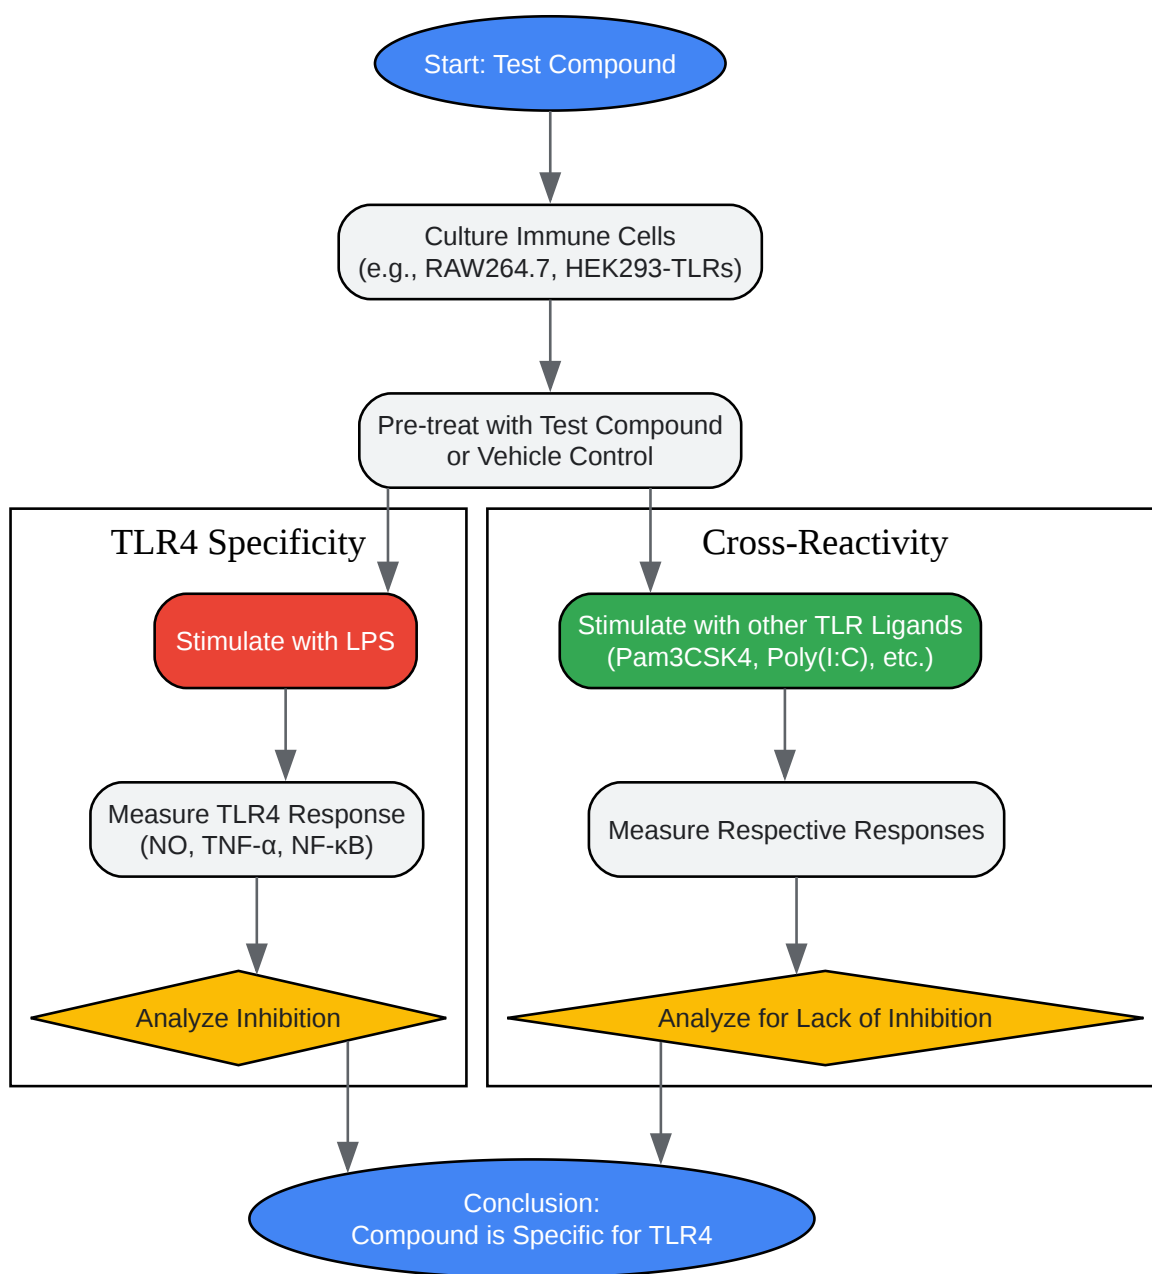 Start: Test Compound
Culture Immune Cells
(e.g., RAW264.7, HEK293-TLRs)
Pre-treat with Test Compound
or Vehicle Control
TLR4 Specificity
Stimulate with LPS
Measure TLR4 Response
(NO, TNF-α, NF-κB)
Analyze Inhibition
Cross-Reactivity
Stimulate with other TLR Ligands
(Pam3CSK4, Poly(I:C), etc.)
Measure Respective Responses
Analyze for Lack of Inhibition
Conclusion:
Compound is Specific for TLR4